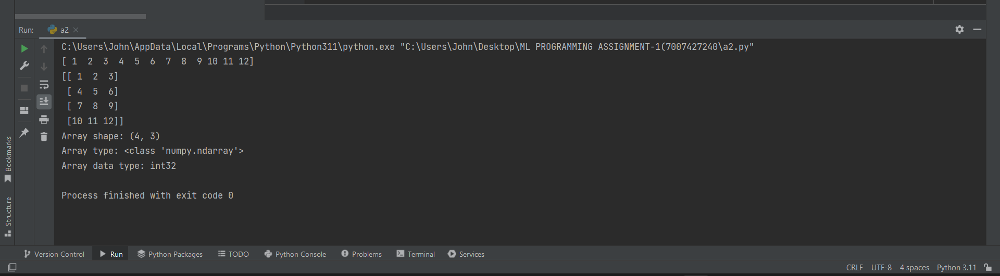 Run: a2
C:\Users\John\AppData\Local\Programs\Python\Python311\python.exe "C:\Users\John\Desktop\ML PROGRAMMING ASSIGNMENT-1(7007427240\a2.py"
[ 1  2  3  4  5  6  7  8  9 10 11 12]
[[ 1  2  3]
 [ 4  5  6]
 [ 7  8  9]
 [10 11 12]]
Array shape: (4, 3)
Array type: <class 'numpy.ndarray'>
Array data type: int32
Process finished with exit code 0
Bookmarks
Structure
Version Control Run Python Packages TODO Python Console Problems Terminal Services
CRLF UTF-8 4 spaces Python 3.11